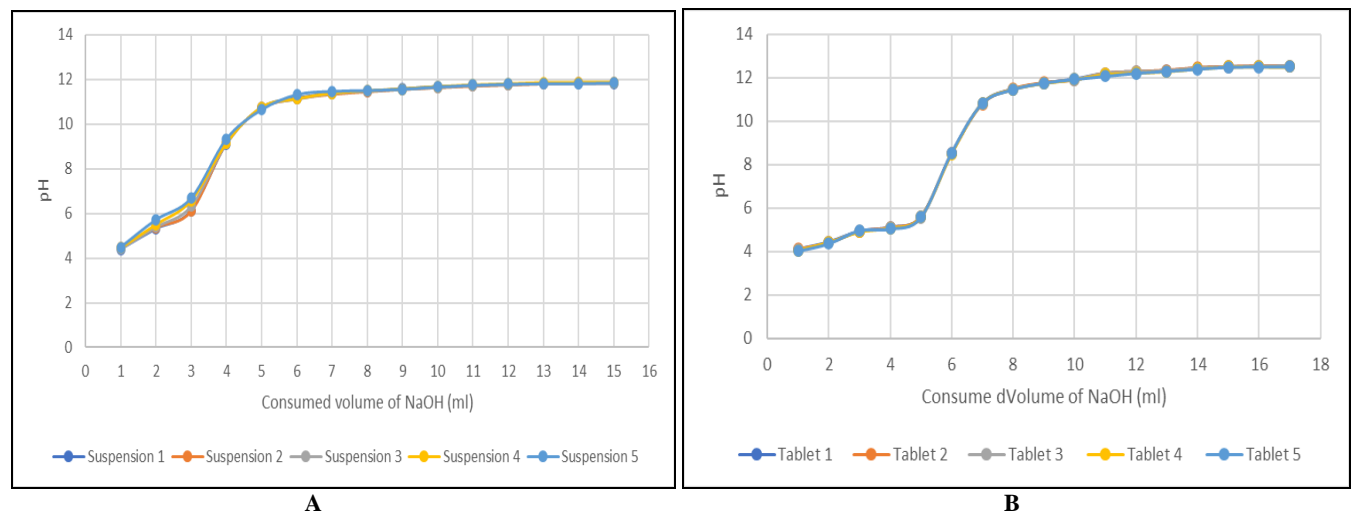 14
12
10
8
6
4
2
0
pH
0 1 2 3 4 5 6 7 8 9 10 11 12 13 14 15 16
Consumed volume of NaOH (ml)
Suspension 1 Suspension 2 Suspension 3 Suspension 4 Suspension 5
A
14
12
10
8
6
4
2
0
pH
0 2 4 6 8 10 12 14 16 18
Consume dVolume of NaOH (ml)
Tablet 1 Tablet 2 Tablet 3 Tablet 4 Tablet 5
B